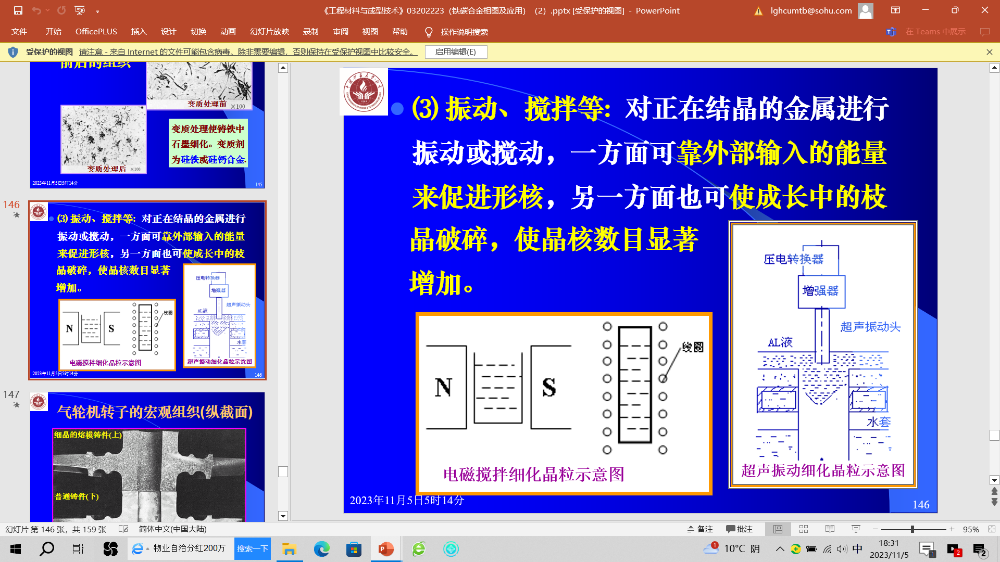 《工程材料与成型技术》03202223（铁碳合金相图及应用）（2）.pptx [受保护的视图] - PowerPoint
lghcumtb@sohu.com
文件 开始 OfficePLUS 插入 设计 切换 动画 幻灯片放映 录制 审阅 视图 帮助 操作说明搜索
在 Teams 中展示
受保护的视图 请注意 - 来自 Internet 的文件可能包含病毒。除非需要编辑，否则保持在受保护视图中比较安全。 启用编辑(E)
前后的组织
变质处理前 ×100
变质处理后 ×100
变质处理使铸铁中
石墨细化。变质剂
为硅铁或硅钙合金.
2023年11月5日5时14分 145
146
(3) 振动、搅拌等: 对正在结晶的金属进行
振动或搅动，一方面可靠外部输入的能量
来促进形核，另一方面也可使成长中的枝
晶破碎，使晶核数目显著
增加。
压电转换器
增强器
超声振动头
AL液
水套
超声振动细化晶粒示意图
N S 线圈
电磁搅拌细化晶粒示意图
2023年11月5日5时14分 146
147
气轮机转子的宏观组织(纵截面)
细晶的熔模铸件(上)
普通铸件(下)
(3) 振动、搅拌等: 对正在结晶的金属进行
振动或搅动，一方面可靠外部输入的能量
来促进形核，另一方面也可使成长中的枝
晶破碎，使晶核数目显著
增加。
压电转换器
增强器
超声振动头
AL液
水套
超声振动细化晶粒示意图
N S 线圈
电磁搅拌细化晶粒示意图
2023年11月5日5时14分 146
幻灯片 第 146 张，共 159 张 简体中文(中国大陆) 备注 批注 95%
物业自治分红200万 搜索一下
1 10°C 阴 中 18:31
2023/11/5 1 2 2